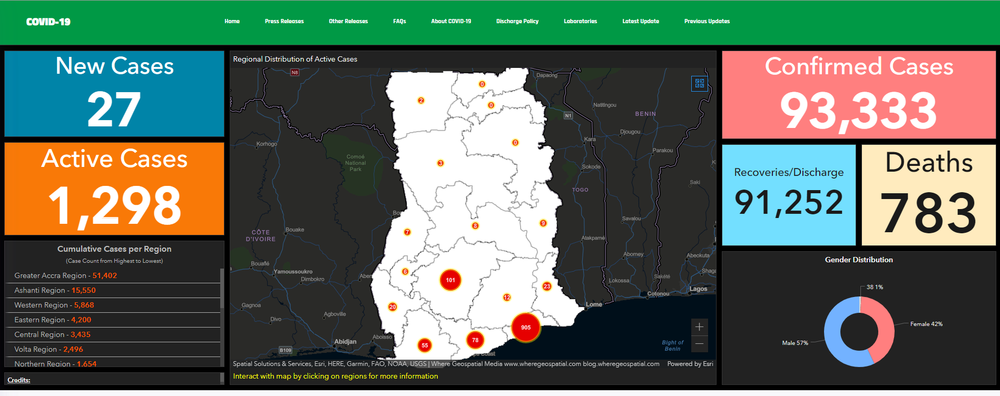 COVID-19
Home
Press Releases
Other Releases
FAQs
About COVID-19
Discharge Policy
Laboratories
Latest Update
Previous Updates
New Cases
27
Active Cases
1,298
Cumulative Cases per Region
(Case Count from Highest to Lowest)
Greater Accra Region - 51,402
Ashanti Region - 15,550
Western Region - 5,868
Eastern Region - 4,200
Central Region - 3,435
Volta Region - 2,496
Northern Region - 1,654
Credits:
Regional Distribution of Active Cases
N8
Dapaong
0
2
0
Natitingou
N1
BENIN
Djougou
Kara
0
Korhogo
Parakou
Comoé
National
Park
3
Sokode
Saki
TOGO
Savalou
7
8
9
CÔTE
D'IVOIRE
Bouake
Atakpamé
Abomey
Abeokuta
Bouaflé
Yamoussoukro
Dimbokro
6
101
Lokossa
Sakété
12
23
Cotonou
Lagos
Lome
Gagnoa
20
Agboville
Divo
905
Abidjan
Aboisso
55
78
B109
Bight of
Benin
+
−
Spatial Solutions & Services, Esri, HERE, Garmin, FAO, NOAA, USGS | Where Geospatial Media www.wheregeospatial.com blog.wheregeospatial.com Powered by Esri
Interact with map by clicking on regions for more information
Confirmed Cases
93,333
Recoveries/Discharge
91,252
Deaths
783
Gender Distribution
38 1%
Female 42%
Male 57%